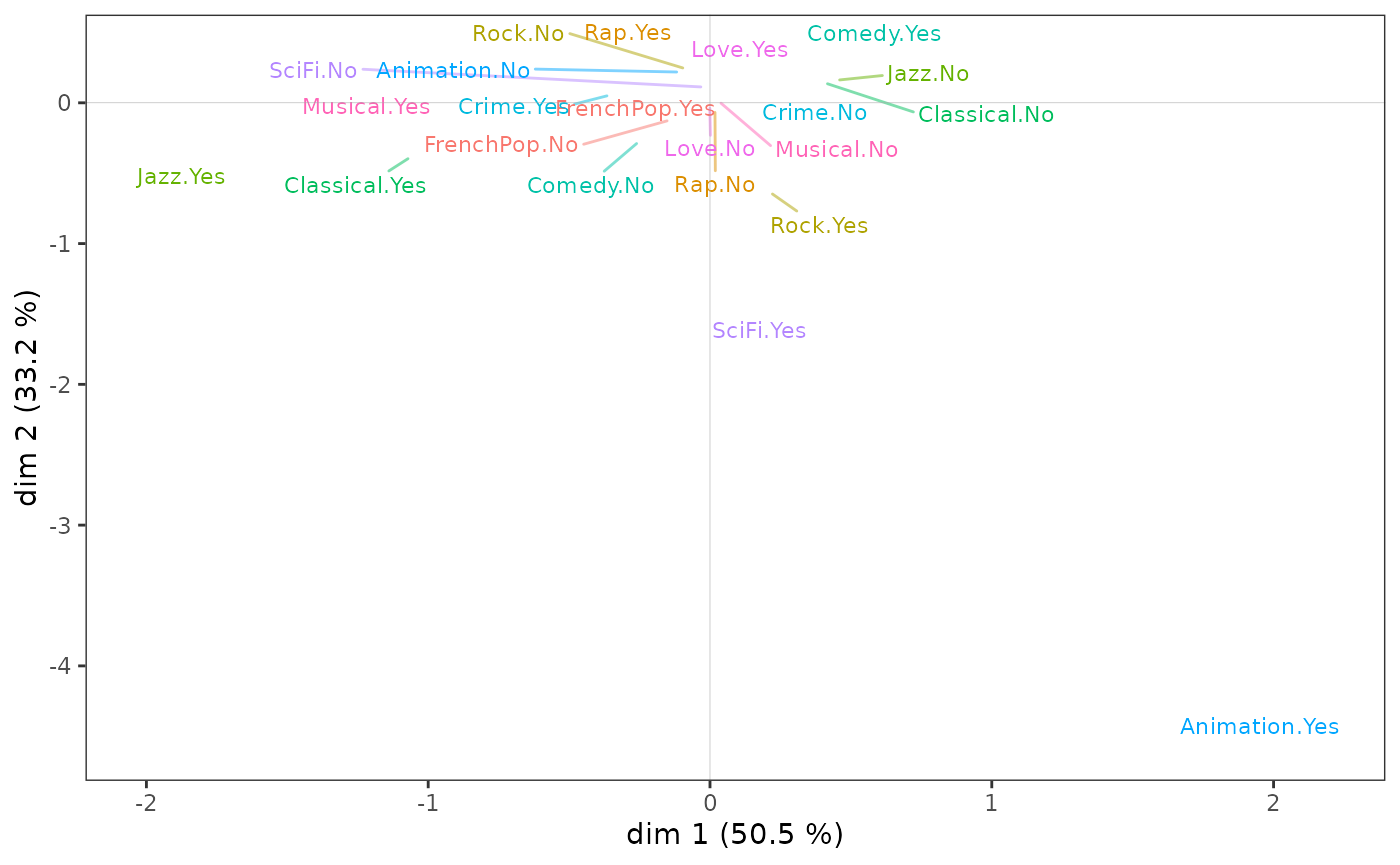 Rock.No
Rap.Yes
Comedy.Yes
Love.Yes
SciFi.No
Animation.No
Jazz.No
0
Musical.Yes
Crime.Yes
FrenchPop.Yes
Crime.No
Classical.No
FrenchPop.No
Love.No
Musical.No
Jazz.Yes
Classical.Yes
Comedy.No
Rap.No
Rock.Yes
-1
SciFi.Yes
-2
-3
-4
Animation.Yes
dim 2 (33.2 %)
-2
-1
0
1
2
dim 1 (50.5 %)